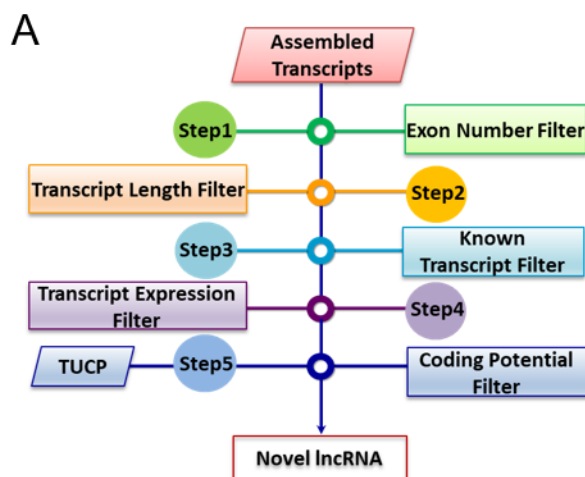 A
Assembled
Transcripts
Step1
Exon Number Filter
Transcript Length Filter
Step2
Step3
Known
Transcript Filter
Transcript Expression
Filter
Step4
TUCP
Step5
Coding Potential
Filter
Novel lncRNA